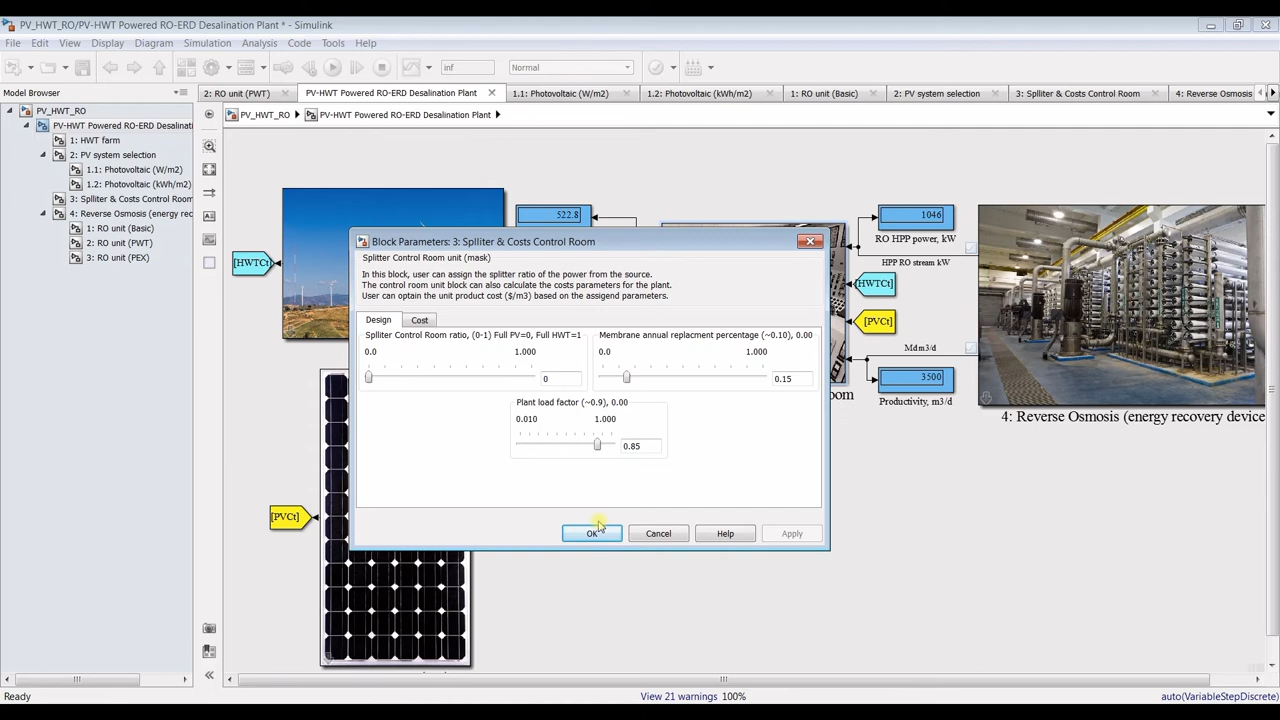 PV_HWT_RO/PV-HWT Powered RO-ERD Desalination Plant * - Simulink
File Edit View Display Diagram Simulation Analysis Code Tools Help
inf Normal
Model Browser
2: RO unit (PWT) PV-HWT Powered RO-ERD Desalination Plant 1.1: Photovoltaic (W/m2) 1.2: Photovoltaic (kWh/m2) 1: RO unit (Basic) 2: PV system selection 3: Splliter & Costs Control Room 4: Reverse Osmosis
PV_HWT_RO PV-HWT Powered RO-ERD Desalination Plant
PV_HWT_RO
PV-HWT Powered RO-ERD Desalinati
1: HWT farm
2: PV system selection
1.1: Photovoltaic (W/m2)
1.2: Photovoltaic (kWh/m2)
3: Splliter & Costs Control Room
4: Reverse Osmosis (energy rec
1: RO unit (Basic)
2: RO unit (PWT)
3: RO unit (PEX)
522.8
1046
RO HPP power, kW
HPP RO stream kW
[HWTCt]
[HWTCt]
[PVCt]
Mdm3/d
3500
Productivity, m3/d
oom
4: Reverse Osmosis (energy recovery device
[PVCt]
Block Parameters: 3: Splliter & Costs Control Room
Splitter Control Room unit (mask)
In this block, user can assign the splitter ratio of the power from the source.
The control room unit block can also calculate the costs parameters for the plant.
User can optain the unit product cost ($/m3) based on the assigend parameters.
Design Cost
Spliiter Control Room ratio, (0-1) Full PV=0, Full HWT=1
0.0 1.000
0
Membrane annual replacment percentage (~0.10), 0.00
0.0 1.000
0.15
Plant load factor (~0.9), 0.00
0.010 1.000
0.85
OK Cancel Help Apply
Ready
View 21 warnings 100%
auto(VariableStepDiscrete)